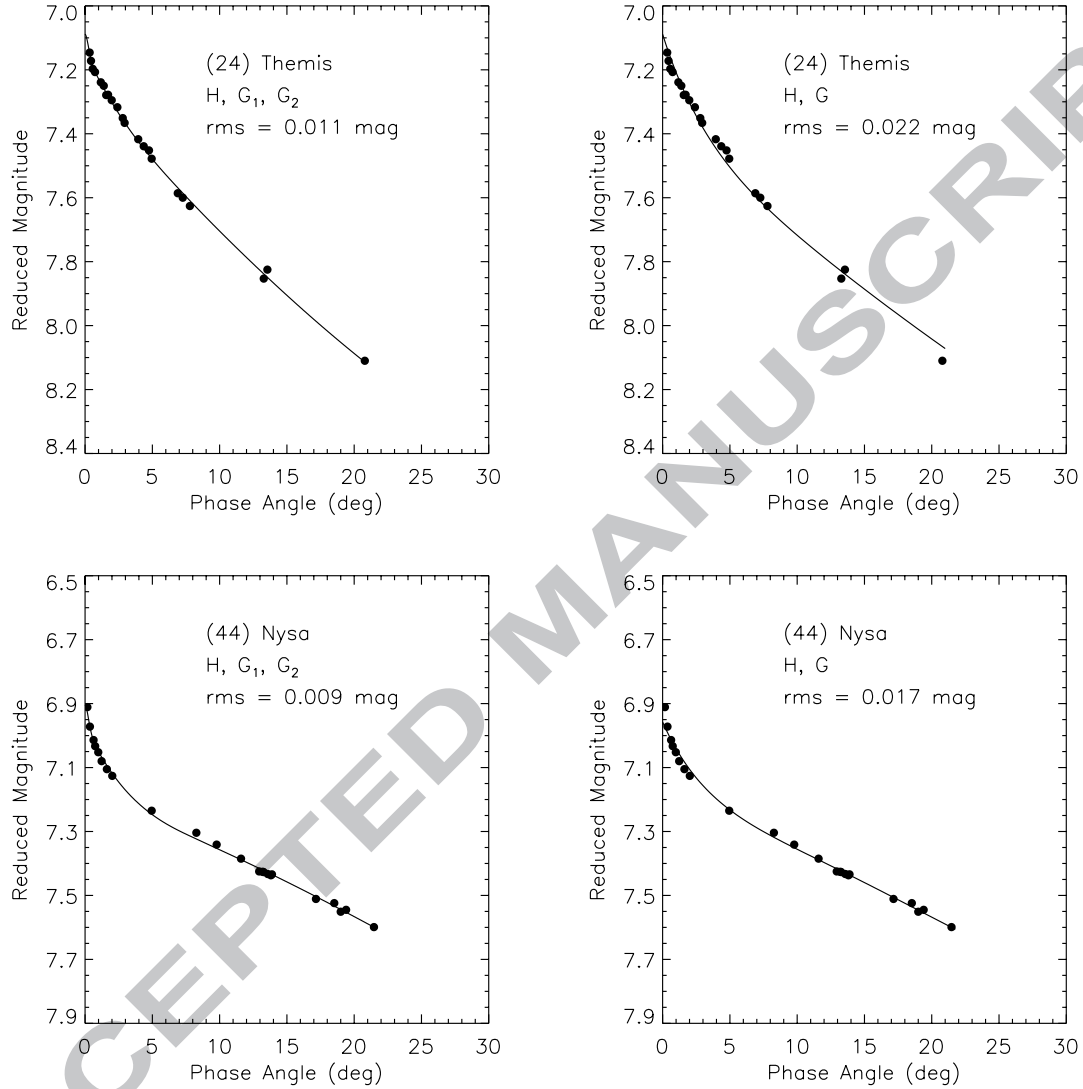 7.0
7.2
7.4
7.6
7.8
8.0
8.2
8.4
Reduced Magnitude
(24) Themis
H, G₁, G₂
rms = 0.011 mag
0 5 10 15 20 25 30
Phase Angle (deg)
7.0
7.2
7.4
7.6
7.8
8.0
8.2
8.4
Reduced Magnitude
(24) Themis
H, G
rms = 0.022 mag
0 5 10 15 20 25 30
Phase Angle (deg)
6.5
6.7
6.9
7.1
7.3
7.5
7.7
7.9
Reduced Magnitude
(44) Nysa
H, G₁, G₂
rms = 0.009 mag
0 5 10 15 20 25 30
Phase Angle (deg)
6.5
6.7
6.9
7.1
7.3
7.5
7.7
7.9
Reduced Magnitude
(44) Nysa
H, G
rms = 0.017 mag
0 5 10 15 20 25 30
Phase Angle (deg)
CEPTED MANUSCRIP